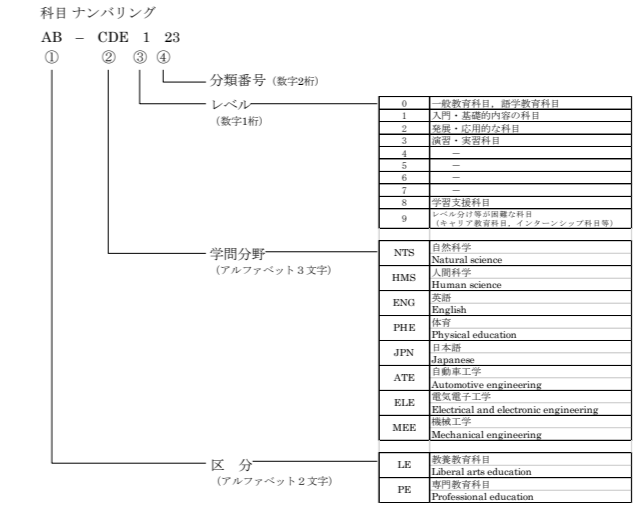 科目 ナンバリング
AB － CDE 1 23
① ② ③ ④
分類番号（数字2桁）
レベル
（数字1桁）
0 一般教育科目，語学教育科目
1 入門・基礎的内容の科目
2 発展・応用的な科目
3 演習・実習科目
4 －
5 －
6 －
7 －
8 学習支援科目
9 レベル分け等が困難な科目
（キャリア教育科目，インターンシップ科目等）
学問分野
（アルファベット３文字）
NTS 自然科学
Natural science
HMS 人間科学
Human science
ENG 英語
English
PHE 体育
Physical education
JPN 日本語
Japanese
ATE 自動車工学
Automotive engineering
ELE 電気電子工学
Electrical and electronic engineering
MEE 機械工学
Mechanical engineering
区　分
（アルファベット２文字）
LE 教養教育科目
Liberal arts education
PE 専門教育科目
Professional education